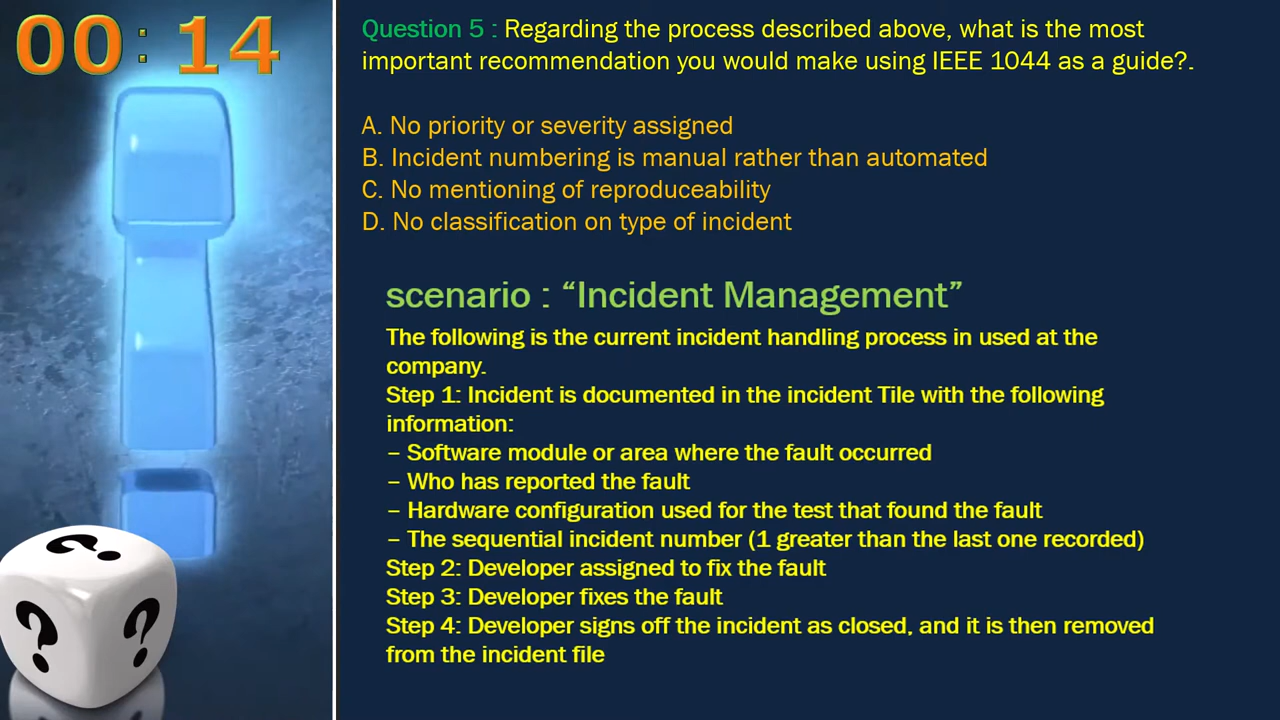 00:14
Question 5 : Regarding the process described above, what is the most
important recommendation you would make using IEEE 1044 as a guide?.
A. No priority or severity assigned
B. Incident numbering is manual rather than automated
C. No mentioning of reproduceability
D. No classification on type of incident
scenario : “Incident Management”
The following is the current incident handling process in used at the
company.
Step 1: Incident is documented in the incident Tile with the following
information:
– Software module or area where the fault occurred
– Who has reported the fault
– Hardware configuration used for the test that found the fault
– The sequential incident number (1 greater than the last one recorded)
Step 2: Developer assigned to fix the fault
Step 3: Developer fixes the fault
Step 4: Developer signs off the incident as closed, and it is then removed
from the incident file
? ? ?